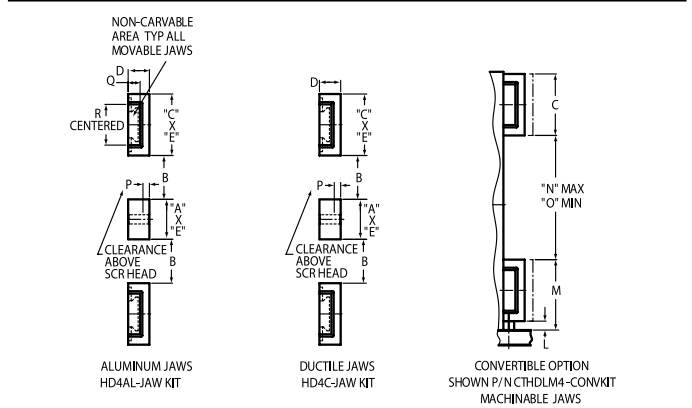 NON-CARVABLE
AREA TYP ALL
MOVABLE JAWS
D
Q
R
CENTERED
"C"
X
"E"
B
P
"A"
X
"E"
CLEARANCE
ABOVE
SCR HEAD
B
ALUMINUM JAWS
HD4AL-JAW KIT
D
"C"
X
"E"
B
P
"A"
X
"E"
CLEARANCE
ABOVE
SCR HEAD
B
DUCTILE JAWS
HD4C-JAW KIT
C
"N" MAX
"O" MIN
M
L
CONVERTIBLE OPTION
SHOWN P/N CTHDLM4-CONVKIT
MACHINABLE JAWS